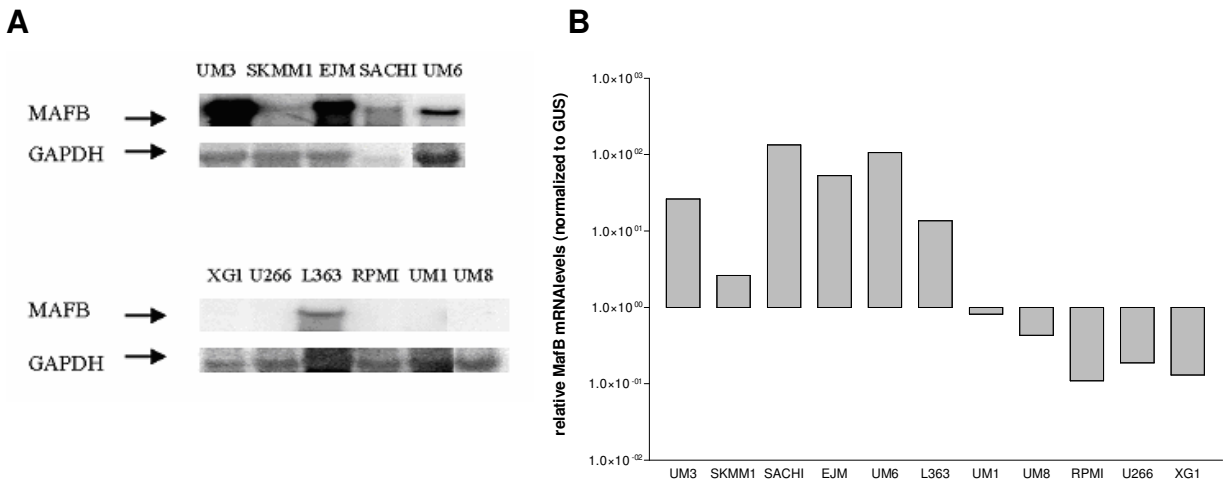 A
UM3 SKMM1 EJM SACHI UM6
MAFB
GAPDH
XG1 U266 L363 RPMI UM1 UM8
MAFB
GAPDH
B
relative MafB mRNAlevels (normalized to GUS)
1.0×10^03
1.0×10^02
1.0×10^01
1.0×10^00
1.0×10^-01
1.0×10^-02
UM3 SKMM1 SACHI EJM UM6 L363 UM1 UM8 RPMI U266 XG1